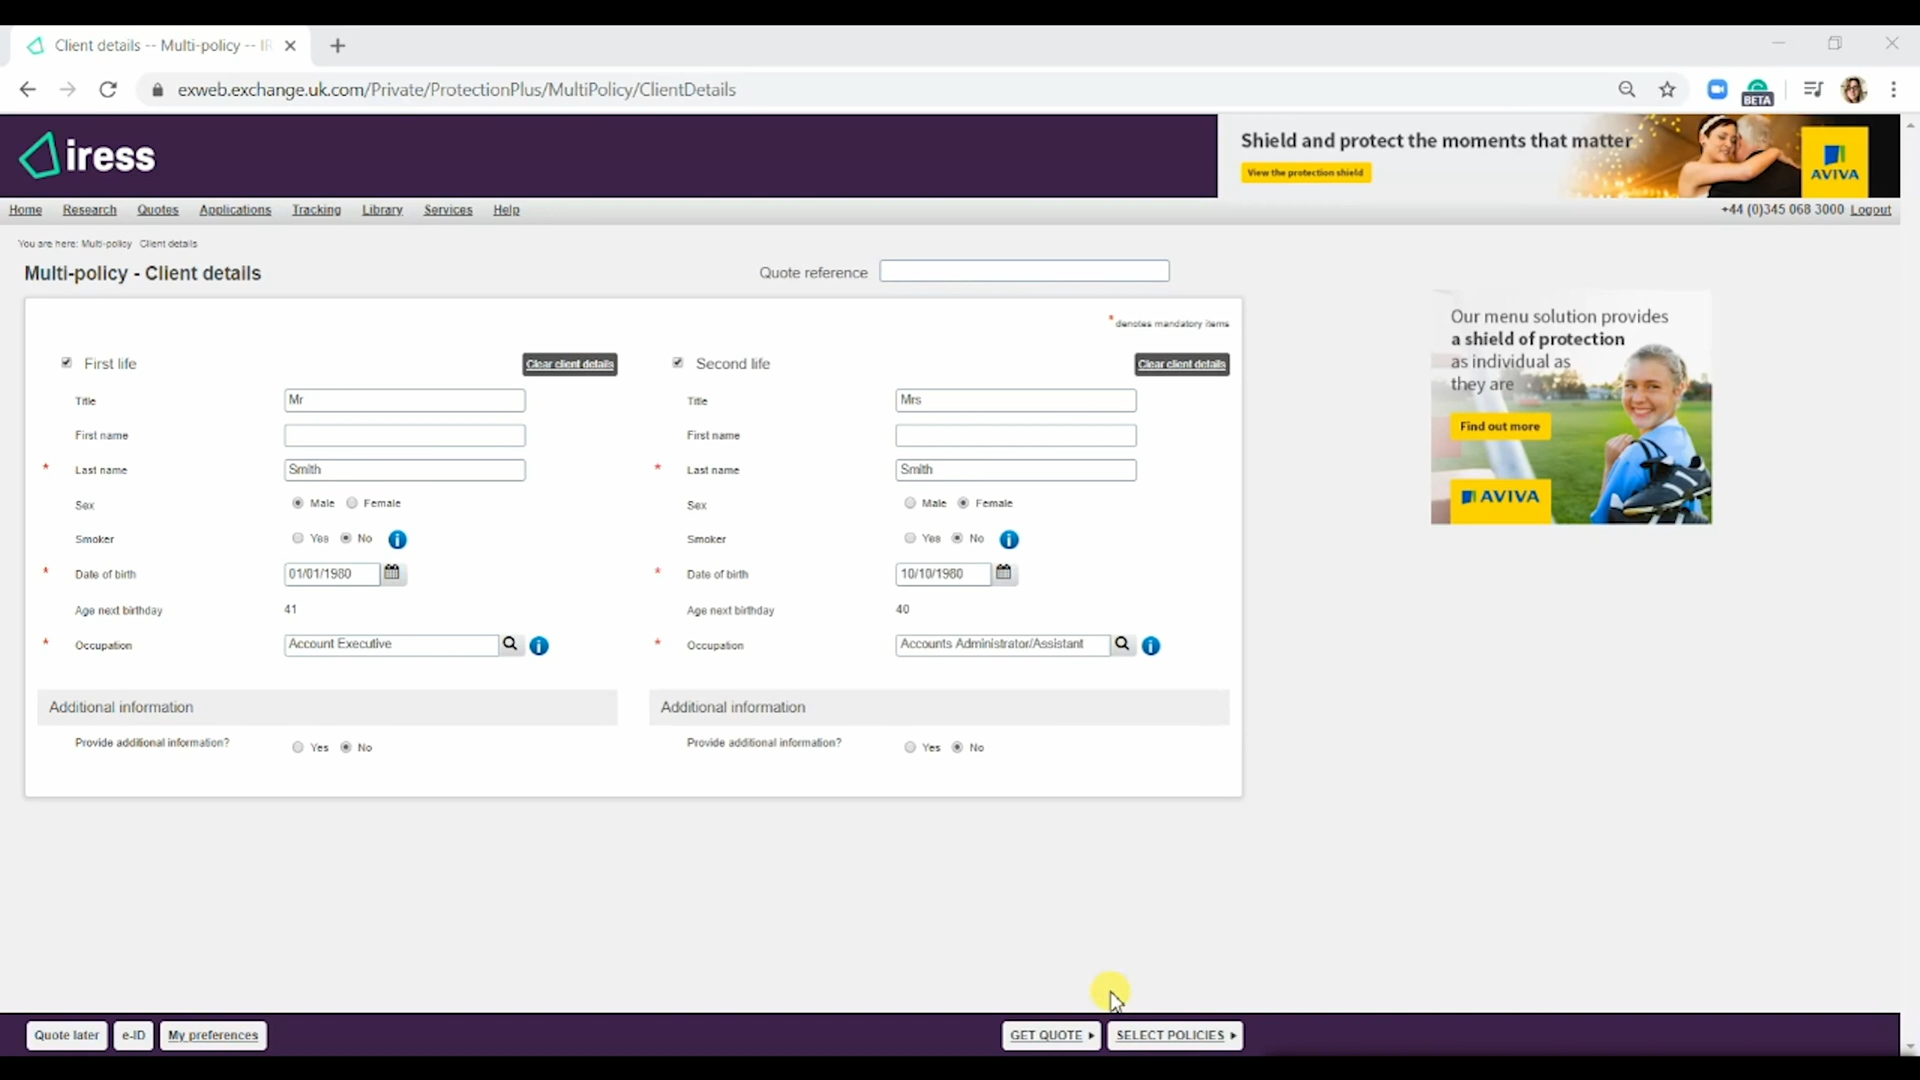 Client details -- Multi-policy -- IR
exweb.exchange.uk.com/Private/ProtectionPlus/MultiPolicy/ClientDetails
BETA
iress
Shield and protect the moments that matter
View the protection shield
AVIVA
Home Research Quotes Applications Tracking Library Services Help
+44 (0)345 068 3000 Logout
You are here: Multi-policy Client details
Multi-policy - Client details
Quote reference
* denotes mandatory items
First life
Clear client details
Second life
Clear client details
Title Mr
Title Mrs
First name
First name
* Last name Smith
* Last name Smith
Sex Male Female
Sex Male Female
Smoker Yes No i
Smoker Yes No i
* Date of birth 01/01/1980
* Date of birth 10/10/1980
Age next birthday 41
Age next birthday 40
* Occupation Account Executive i
* Occupation Accounts Administrator/Assistant i
Additional information
Additional information
Provide additional information? Yes No
Provide additional information? Yes No
Our menu solution provides
a shield of protection
as individual as
they are
Find out more
AVIVA
Quote later e-ID My preferences
GET QUOTE SELECT POLICIES